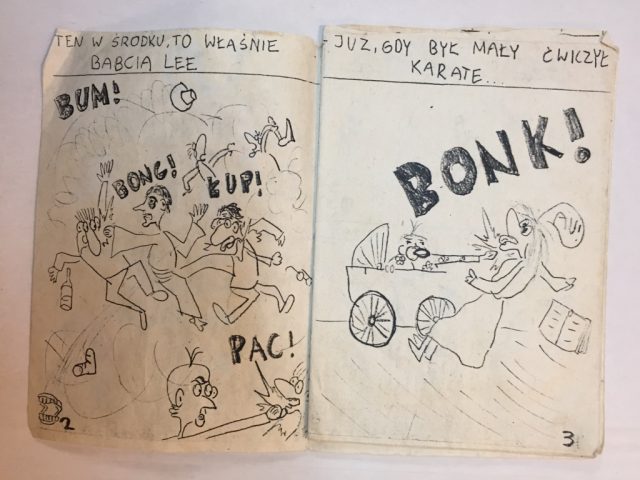 TEN W ŚRODKU, TO WŁAŚNIE
BABCIA LEE
BUM!
BONG!
ŁUP!
PAC!
2
- JUŻ, GDY BYŁ MAŁY ĆWICZYŁ
KARATE...
BONK!
AU!
3